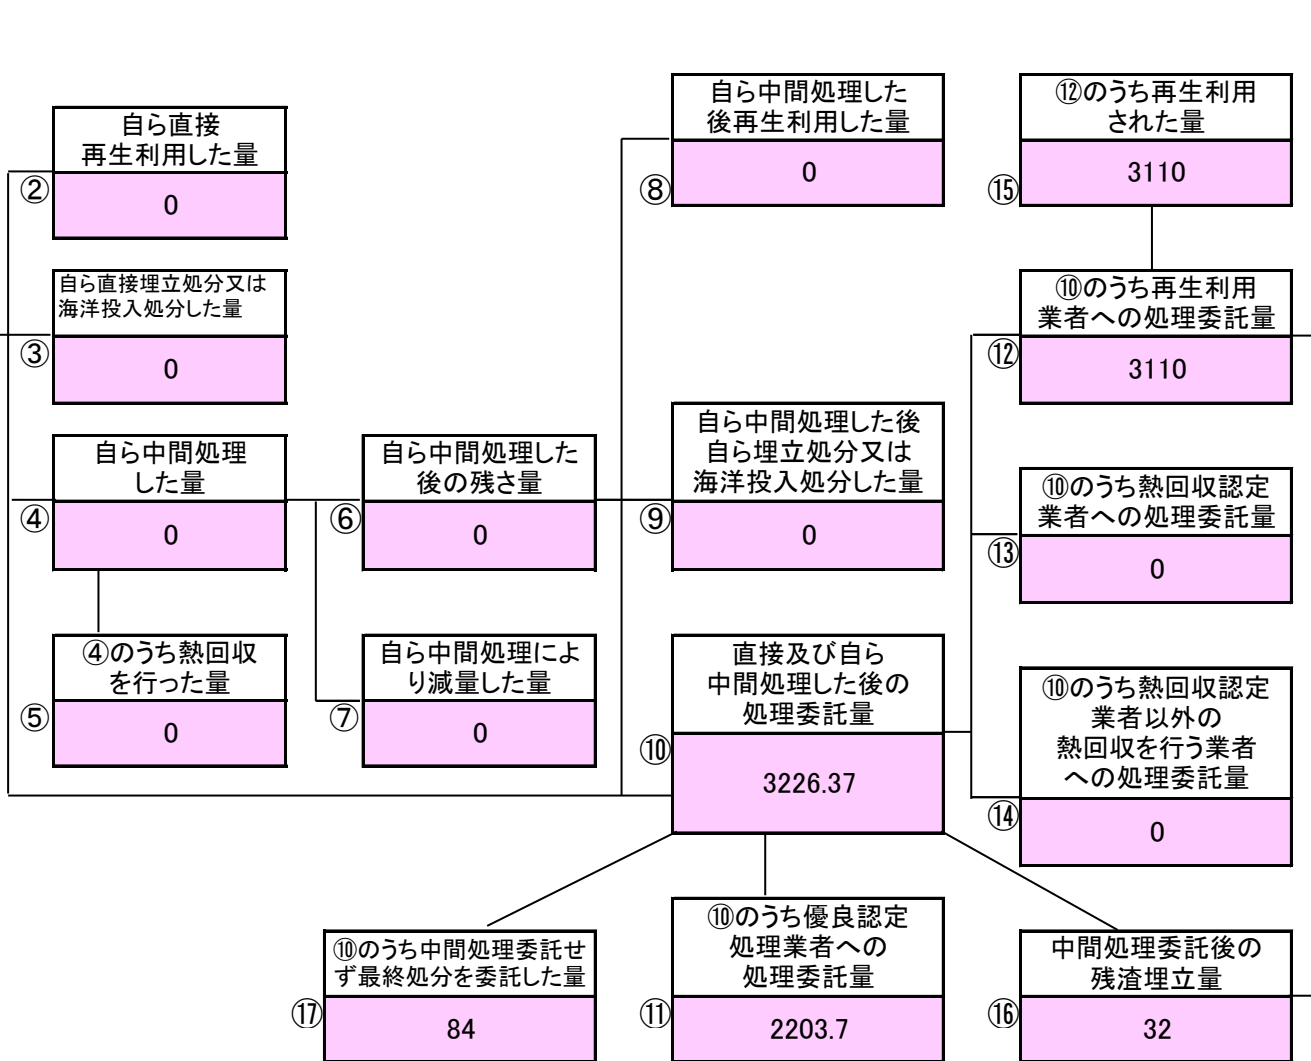 自ら直接
再生利用した量
②
0
自ら直接埋立処分又は
海洋投入処分した量
③
0
自ら中間処理
した量
④
0
④のうち熱回収
を行った量
⑤
0
自ら中間処理した
後の残さ量
⑥
0
自ら中間処理によ
り減量した量
⑦
0
自ら中間処理した
後再生利用した量
⑧
0
自ら中間処理した後
自ら埋立処分又は
海洋投入処分した量
⑨
0
直接及び自ら
中間処理した後の
処理委託量
⑩
3226.37
⑫のうち再生利用
された量
⑮
3110
⑩のうち再生利用
業者への処理委託量
⑫
3110
⑩のうち熱回収認定
業者への処理委託量
⑬
0
⑩のうち熱回収認定
業者以外の
熱回収を行う業者
への処理委託量
⑭
0
⑩のうち中間処理委託せ
ず最終処分を委託した量
⑰
84
⑩のうち優良認定
処理業者への
処理委託量
⑪
2203.7
中間処理委託後の
残渣埋立量
⑯
32